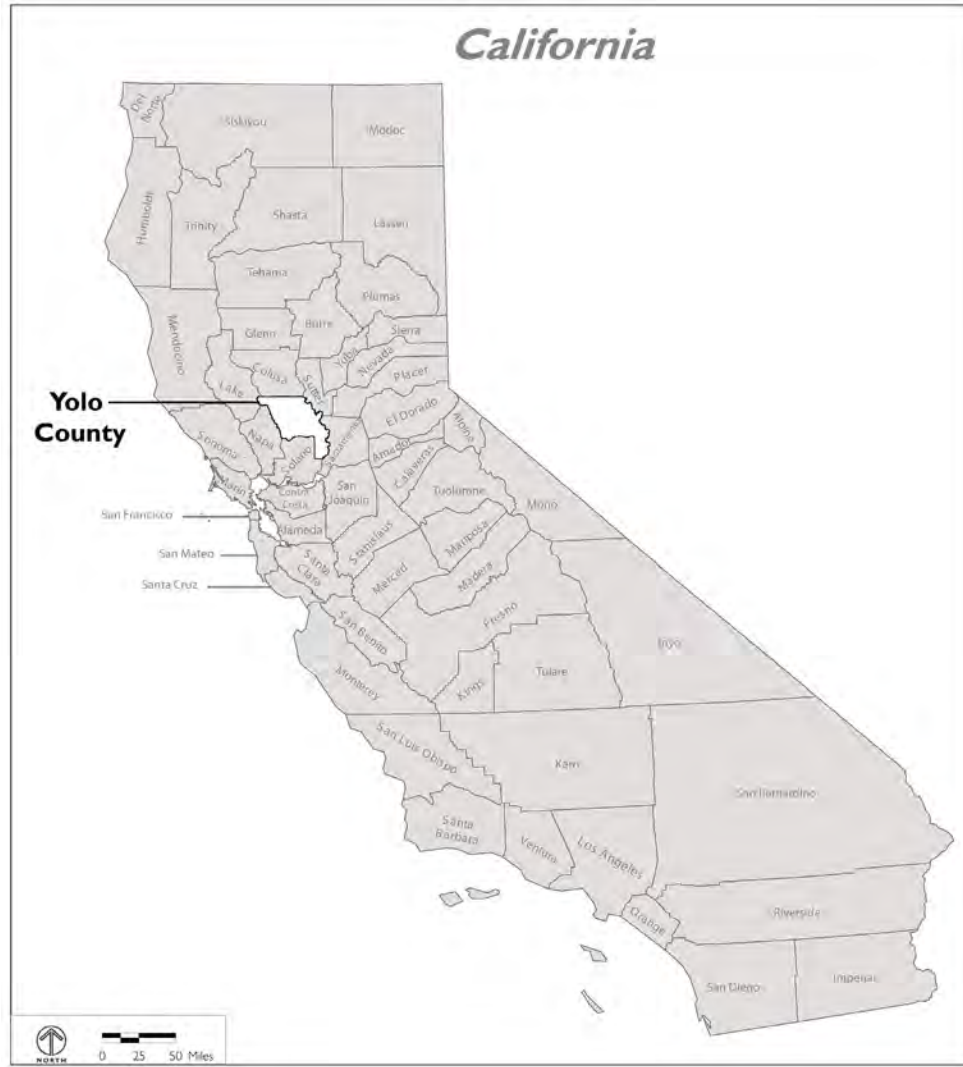 California
Del
Norte
Siskiyou
Modoc
Humboldt
Trinity
Shasta
Lassen
Tehama
Plumas
Mendocino
Glenn
Butte
Sierra
Yuba
Nevada
Placer
Lake
Colusa
Sutter
Yolo
County
El Dorado
Alpine
Sonoma
Napa
Solano
Sacramento
Amador
Calaveras
Marin
Contra
Costa
San
Joaquin
Tuolumne
Mono
San Francisco
Alameda
Stanislaus
Mariposa
San Mateo
Santa
Clara
Merced
Madera
Santa Cruz
San Benito
Fresno
Inyo
Monterey
Kings
Tulare
San Luis Obispo
Kern
San Bernardino
Santa
Barbara
Ventura
Los Angeles
Orange
Riverside
San Diego
Imperial
NORTH
0 25 50 Miles